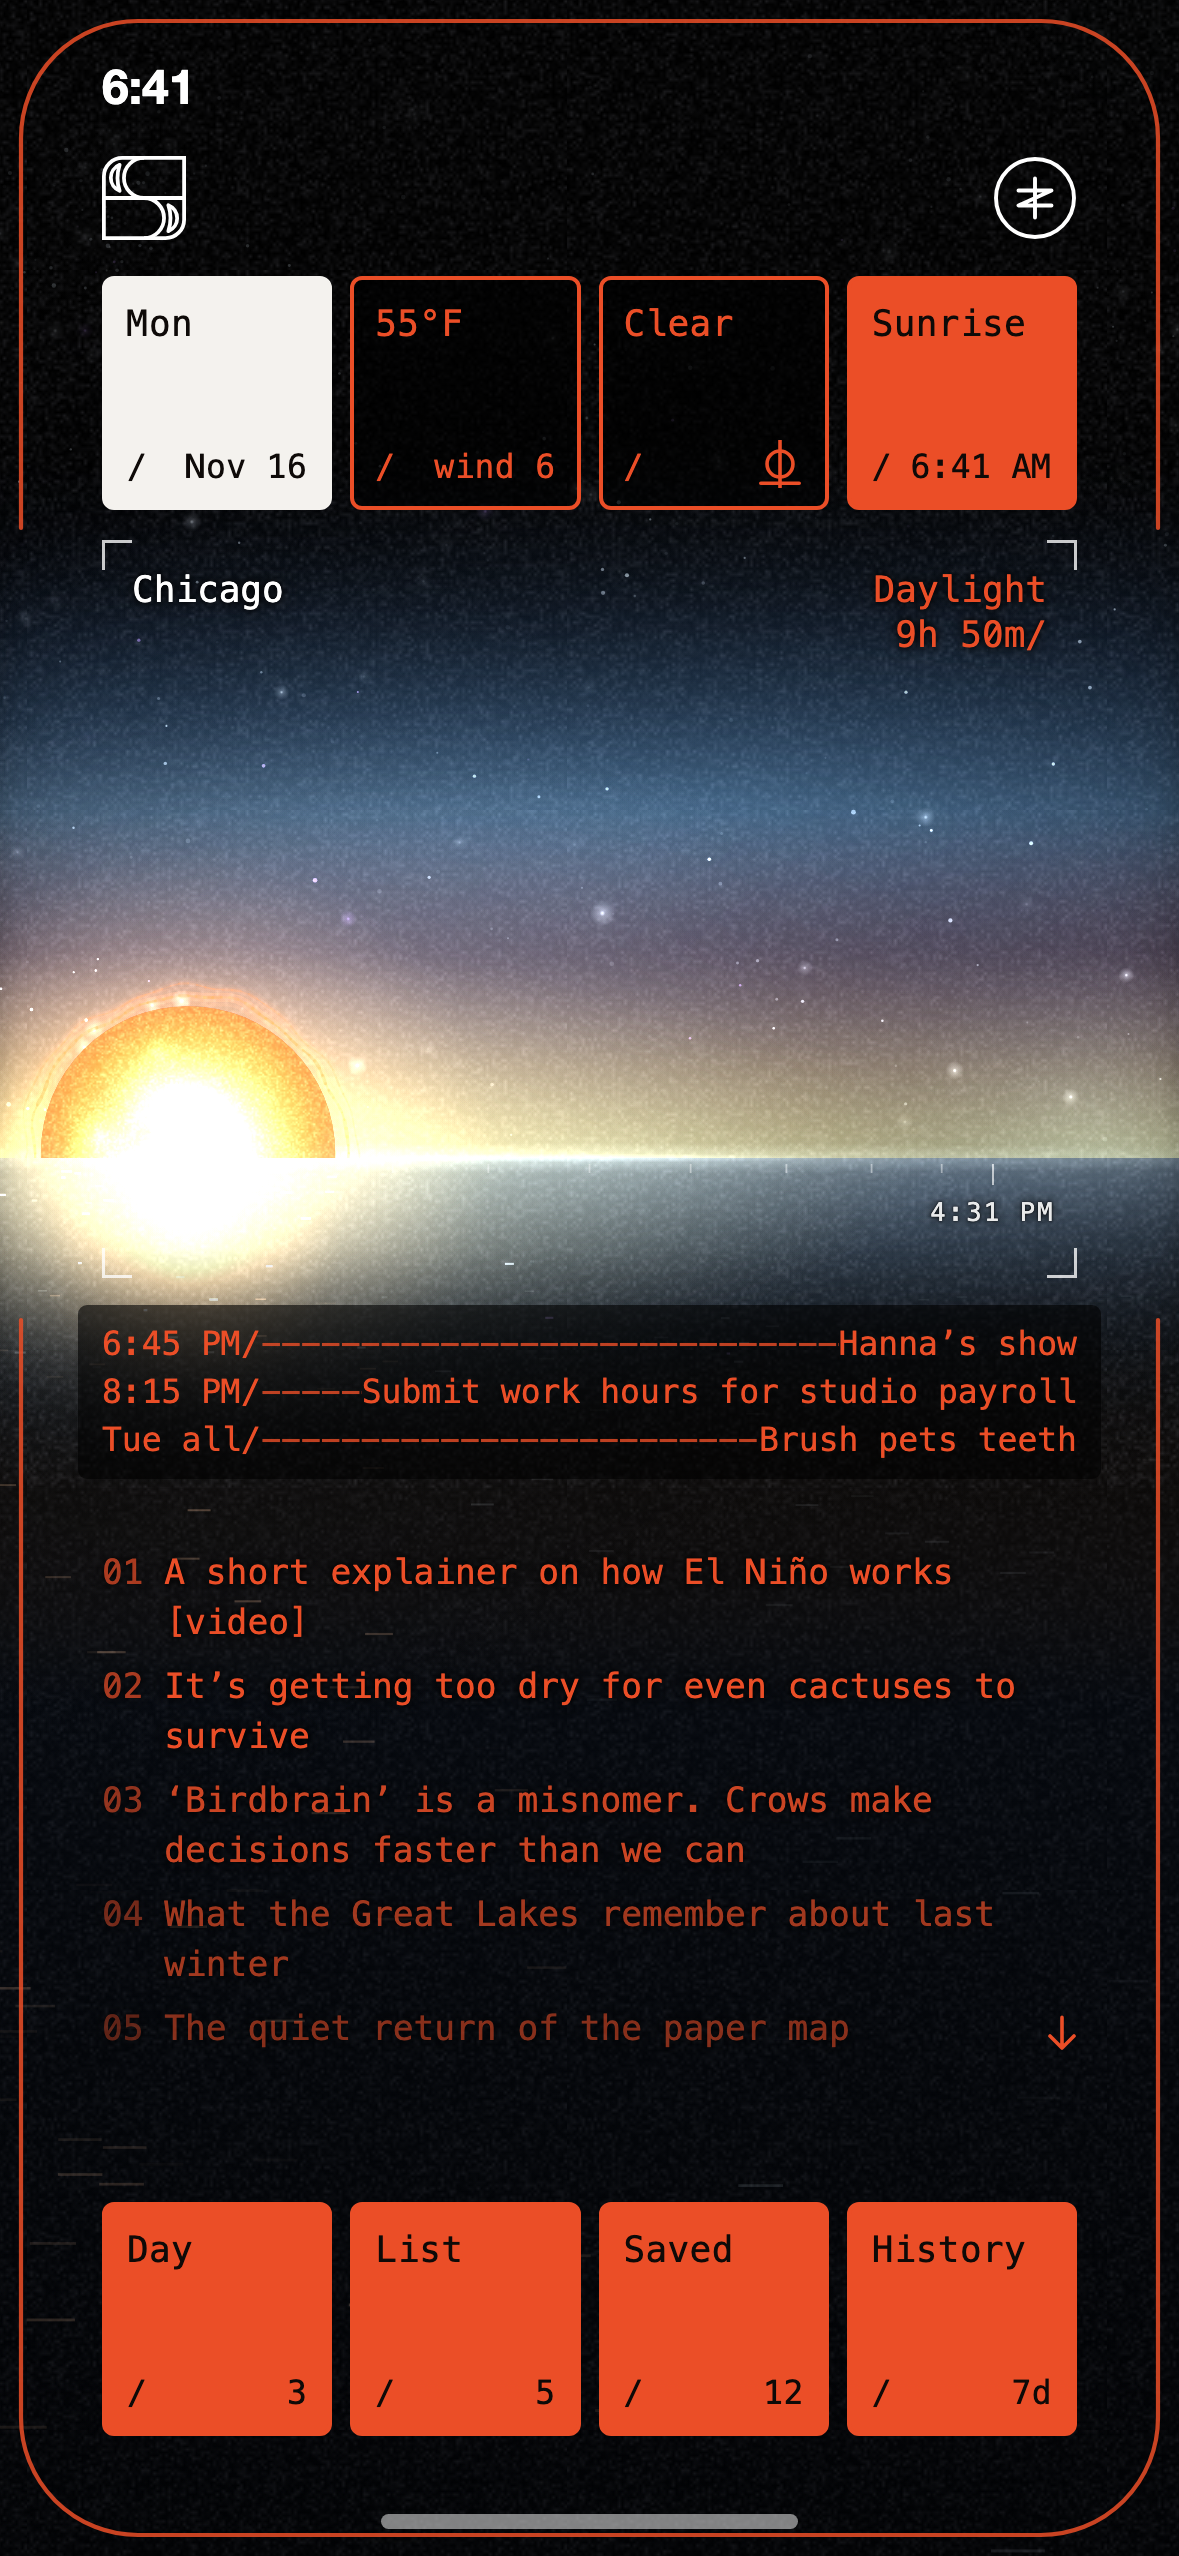 6:41
Mon
/ Nov 16
55°F
/ wind 6
Clear
/
Sunrise
/ 6:41 AM
Chicago
Daylight
9h 50m/
4:31 PM
6:45 PM/—————————————————————————————Hanna’s show
8:15 PM/—————Submit work hours for studio payroll
Tue all/—————————————————————————Brush pets teeth
01 A short explainer on how El Niño works
[video]
02 It’s getting too dry for even cactuses to
survive
03 ‘Birdbrain’ is a misnomer. Crows make
decisions faster than we can
04 What the Great Lakes remember about last
winter
05 The quiet return of the paper map
Day
/ 3
List
/ 5
Saved
/ 12
History
/ 7d